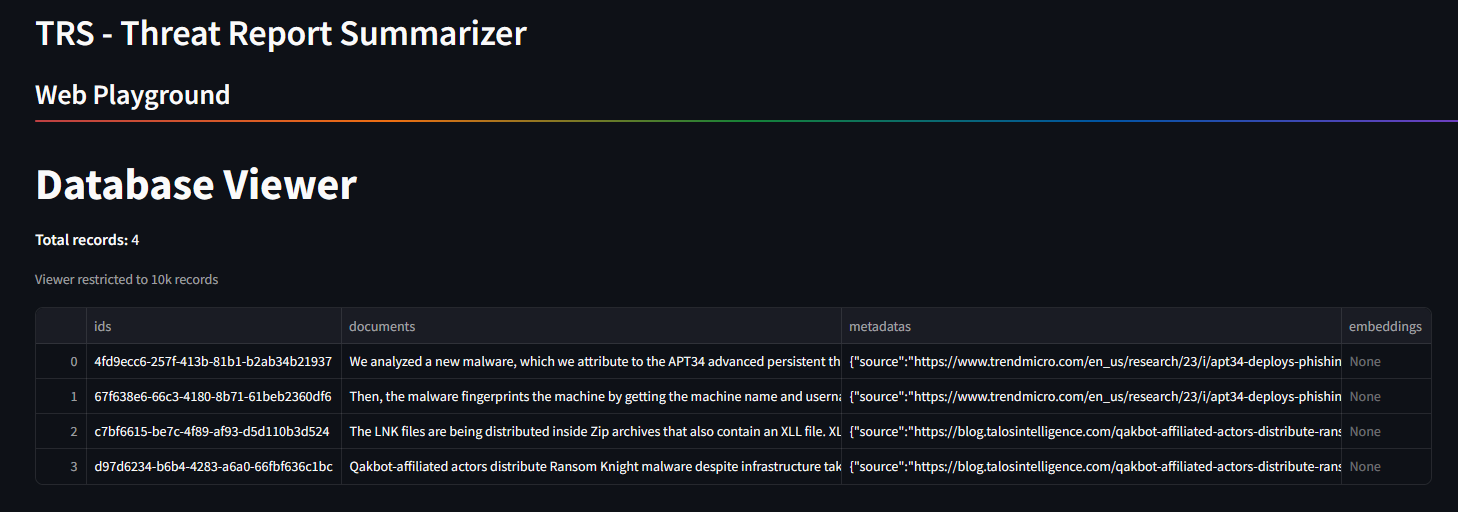 TRS - Threat Report Summarizer
Web Playground
Database Viewer
Total records: 4
Viewer restricted to 10k records
ids documents metadatas embeddings
0 4fd9ecc6-257f-413b-81b1-b2ab34b21937 We analyzed a new malware, which we attribute to the APT34 advanced persistent th {"source":"https://www.trendmicro.com/en_us/research/23/i/apt34-deploys-phishin None
1 67f638e6-66c3-4180-8b71-61beb2360df6 Then, the malware fingerprints the machine by getting the machine name and userna {"source":"https://www.trendmicro.com/en_us/research/23/i/apt34-deploys-phishin None
2 c7bf6615-be7c-4f89-af93-d5d110b3d524 The LNK files are being distributed inside Zip archives that also contain an XLL file. XL {"source":"https://blog.talosintelligence.com/qakbot-affiliated-actors-distribute-rans None
3 d97d6234-b6b4-4283-a6a0-66fbf636c1bc Qakbot-affiliated actors distribute Ransom Knight malware despite infrastructure tak {"source":"https://blog.talosintelligence.com/qakbot-affiliated-actors-distribute-rans None